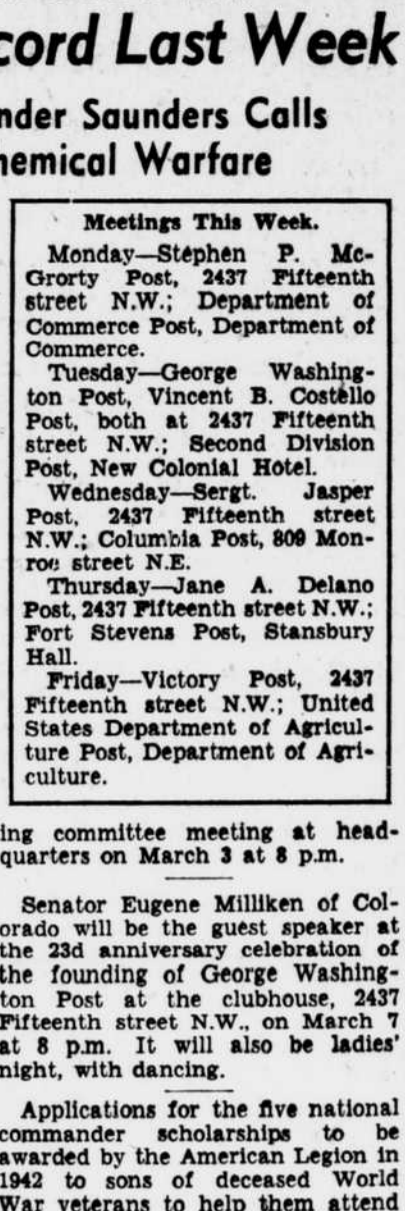 cord Last Week
nder Saunders Calls
hemical Warfare
Meetings This Week.
Monday—Stephen P. Mc-
Grorty Post, 2437 Fifteenth
street N.W.; Department of
Commerce Post, Department of
Commerce.
Tuesday—George Washing-
ton Post, Vincent B. Costello
Post, both at 2437 Fifteenth
street N.W.; Second Division
Post, New Colonial Hotel.
Wednesday—Sergt. Jasper
Post, 2437 Fifteenth street
N.W.; Columbia Post, 809 Mon-
roe street N.E.
Thursday—Jane A. Delano
Post, 2437 Fifteenth street N.W.;
Fort Stevens Post, Stansbury
Hall.
Friday—Victory Post, 2437
Fifteenth street N.W.; United
States Department of Agricul-
ture Post, Department of Agri-
culture.
ing committee meeting at head-
quarters on March 3 at 8 p.m.
Senator Eugene Milliken of Col-
orado will be the guest speaker at
the 23d anniversary celebration of
the founding of George Washing-
ton Post at the clubhouse, 2437
Fifteenth street N.W., on March 7
at 8 p.m. It will also be ladies'
night, with dancing.
Applications for the five national
commander scholarships to be
awarded by the American Legion in
1942 to sons of deceased World
War veterans to help them attend